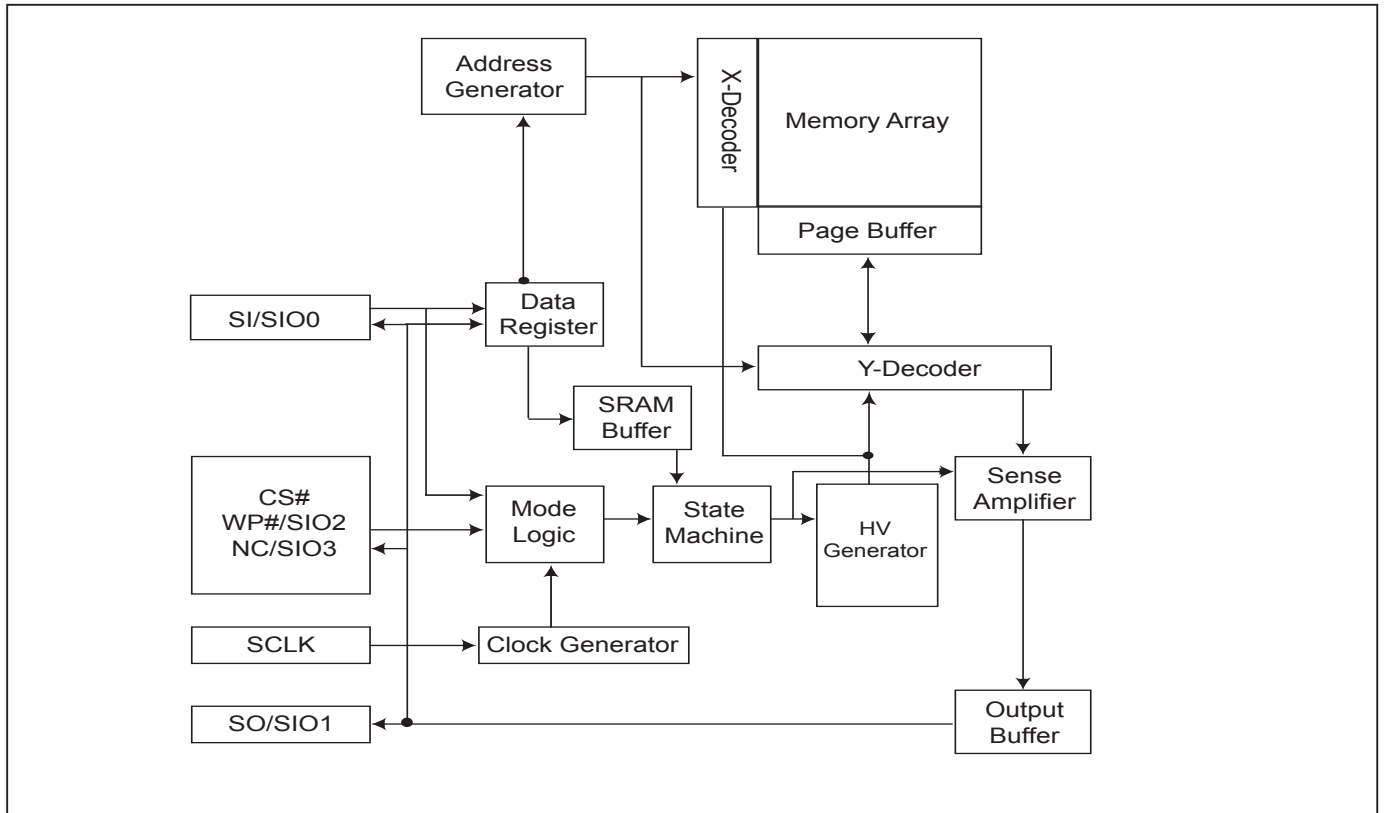 Address
Generator
X-Decoder
Memory Array
Page Buffer
SI/SIO0
Data
Register
Y-Decoder
SRAM
Buffer
CS#
WP#/SIO2
NC/SIO3
Mode
Logic
State
Machine
HV
Generator
Sense
Amplifier
SCLK
Clock Generator
SO/SIO1
Output
Buffer